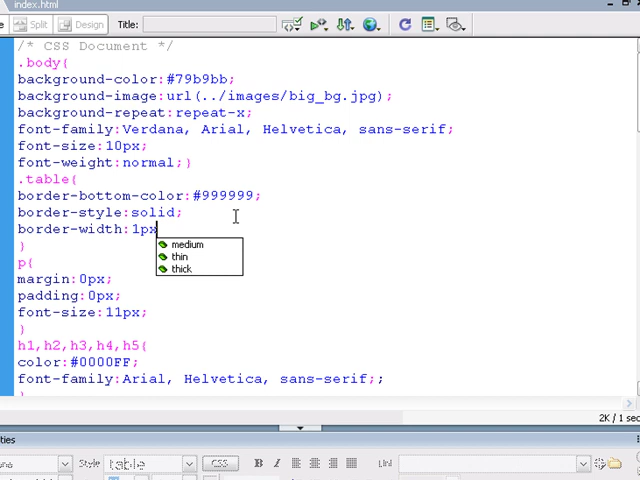 index.html
Split Design Title:
/* CSS Document */
.body{
background-color:#79b9bb;
background-image:url(../images/big_bg.jpg);
background-repeat:repeat-x;
font-family:Verdana, Arial, Helvetica, sans-serif;
font-size:10px;
font-weight:normal;}
.table{
border-bottom-color:#999999;
border-style:solid;
border-width:1px
medium
}
thin
p{
thick
margin:0px;
padding:0px;
font-size:11px;
}
h1,h2,h3,h4,h5{
color:#0000FF;
font-family:Arial, Helvetica, sans-serif;;
2K / 1 sec
ties
Style table CSS B I Link